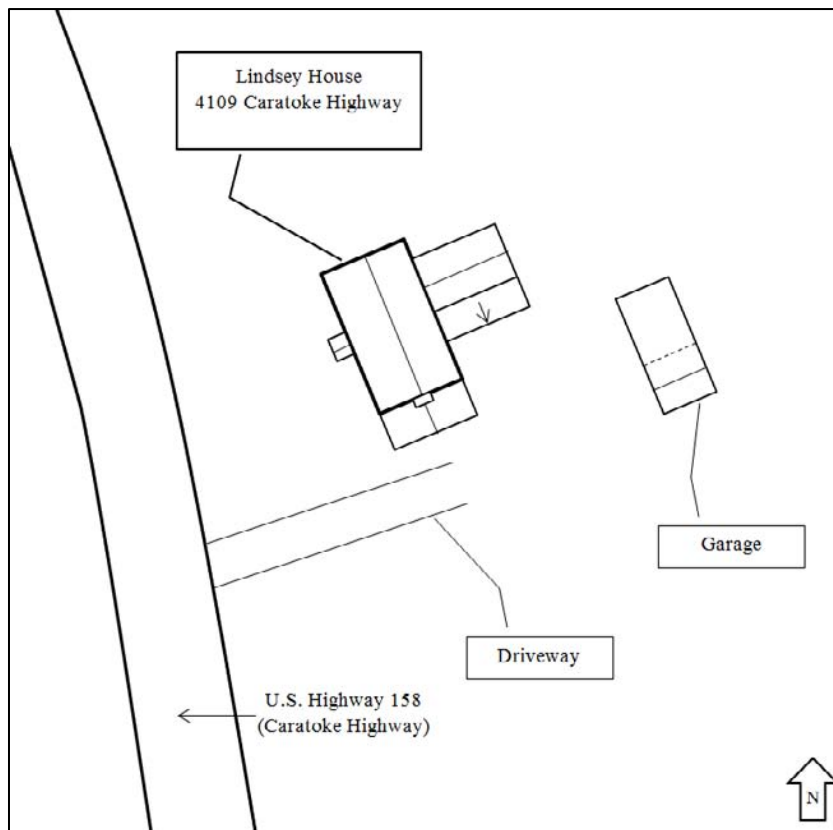 Lindsey House
4109 Caratoke Highway
Garage
Driveway
U.S. Highway 158
(Caratoke Highway)
N